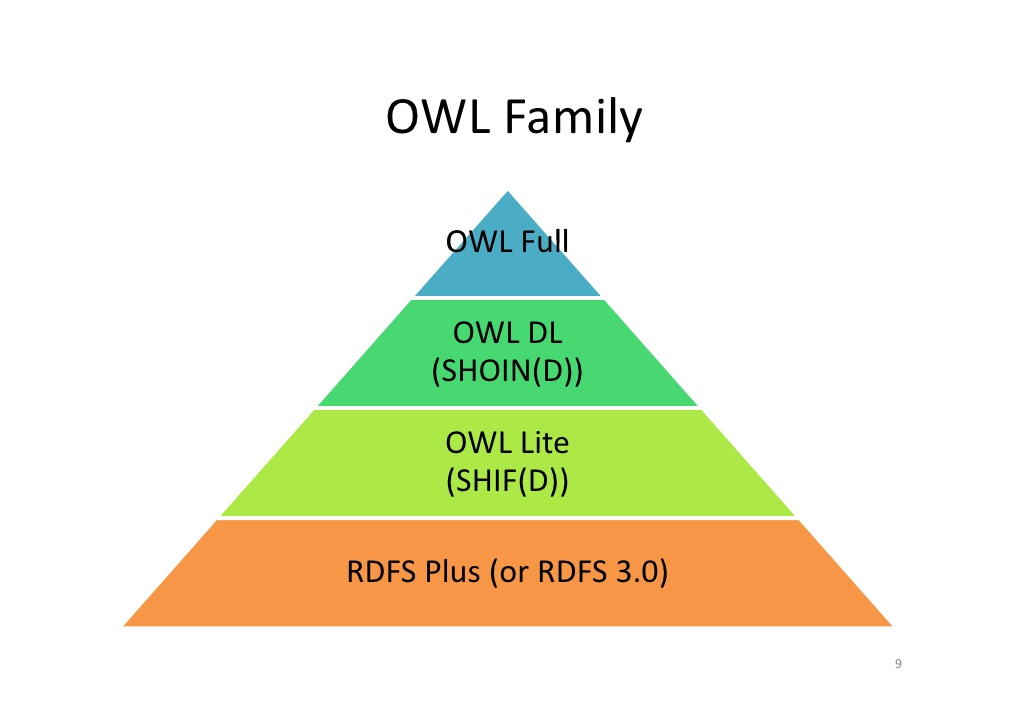 OWL Family
OWL Full
OWL DL
(SHOIN(D))
OWL Lite
(SHIF(D))
RDFS Plus (or RDFS 3.0)
9